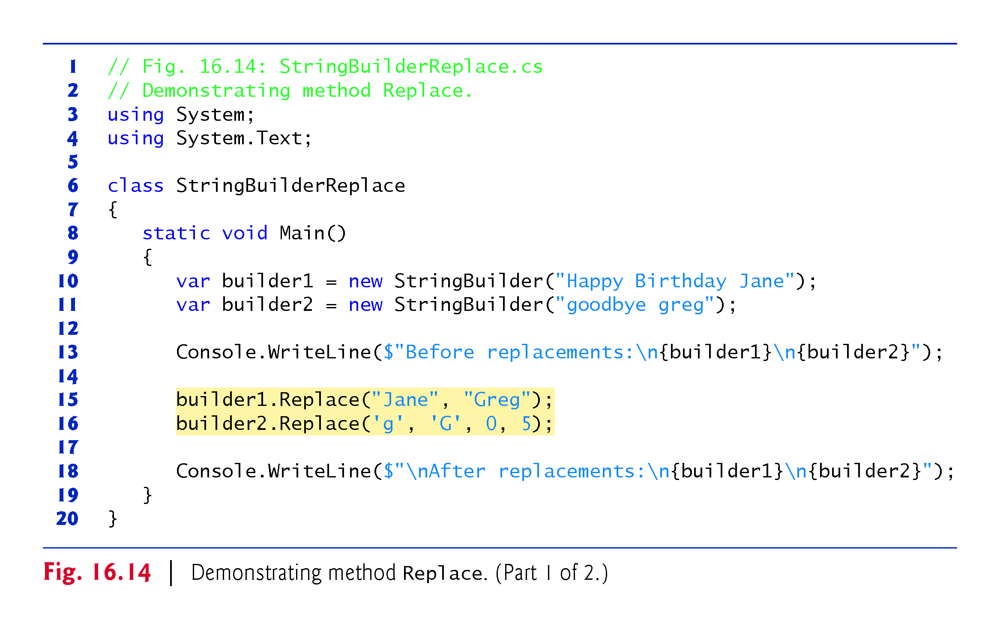 1 // Fig. 16.14: StringBuilderReplace.cs
2 // Demonstrating method Replace.
3 using System;
4 using System.Text;
5
6 class StringBuilderReplace
7 {
8 static void Main()
9 {
10 var builder1 = new StringBuilder("Happy Birthday Jane");
11 var builder2 = new StringBuilder("goodbye greg");
12
13 Console.WriteLine($"Before replacements:\n{builder1}\n{builder2}");
14
15 builder1.Replace("Jane", "Greg");
16 builder2.Replace('g', 'G', 0, 5);
17
18 Console.WriteLine($"\nAfter replacements:\n{builder1}\n{builder2}");
19 }
20 }
Fig. 16.14 | Demonstrating method Replace. (Part 1 of 2.)